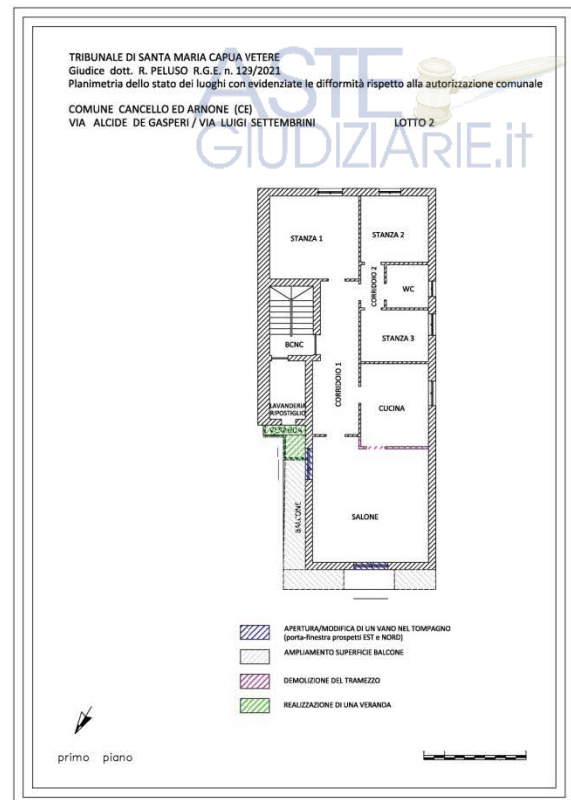 TRIBUNALE DI SANTA MARIA CAPUA VETERE
Giudice dott. R. PELUSO R.G.E. n. 129/2021
Planimetria dello stato dei luoghi con evidenziate le difformità rispetto alla autorizzazione comunale
COMUNE CANCELLO ED ARNONE (CE)
VIA ALCIDE DE GASPERI / VIA LUIGI SETTEMBRINI LOTTO 2
ASTE
GIUDIZIARIE.it
STANZA 1
STANZA 2
CORRIDOIO 2
WC
BCNC
STANZA 3
CORRIDOIO 1
CUCINA
LAVANDERIA
RIPOSTIGLIO
VERANDA
BALCONE
SALONE
APERTURA/MODIFICA DI UN VANO NEL TOMPAGNO
(porta-finestra prospetti EST e NORD)
AMPLIAMENTO SUPERFICIE BALCONE
DEMOLIZIONE DEL TRAMEZZO
REALIZZAZIONE DI UNA VERANDA
primo piano